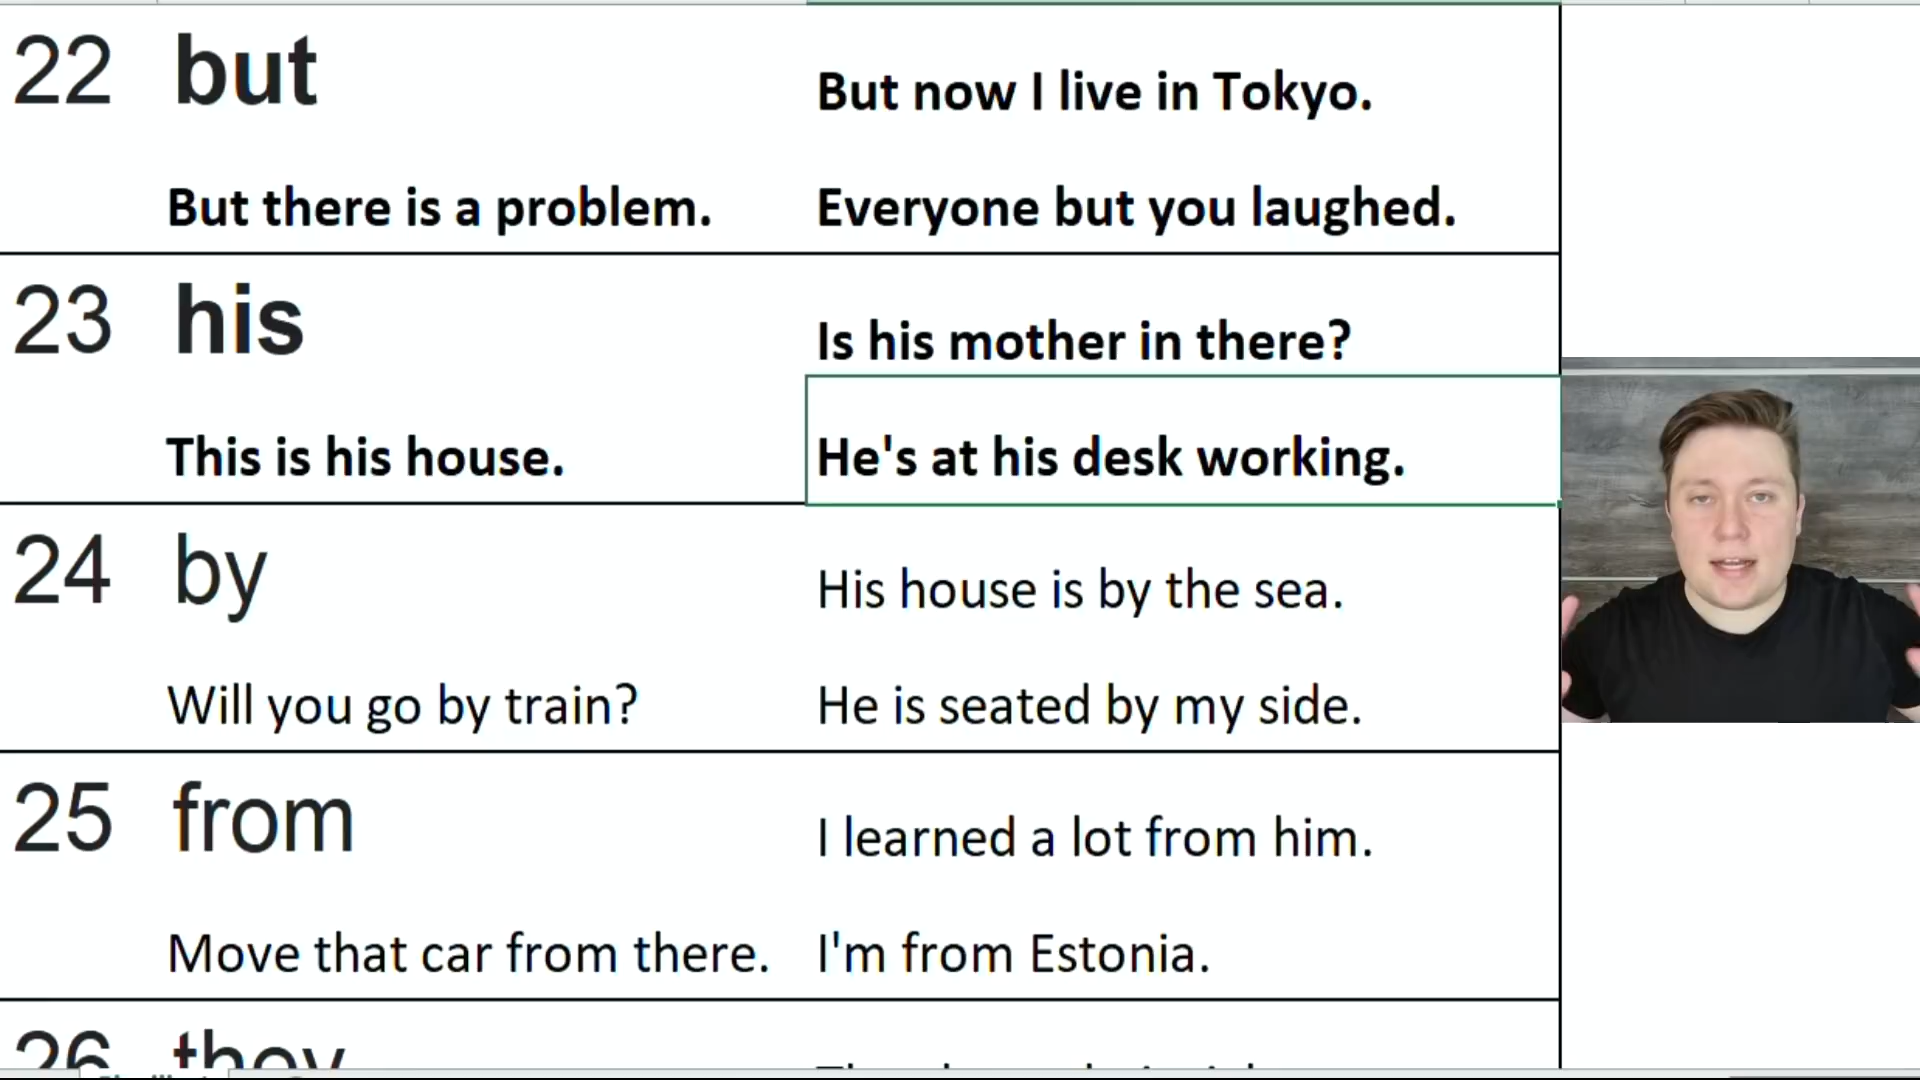 22 but
But now I live in Tokyo.
But there is a problem. Everyone but you laughed.
23 his
Is his mother in there?
This is his house. He's at his desk working.
24 by
His house is by the sea.
Will you go by train? He is seated by my side.
25 from
I learned a lot from him.
Move that car from there. I'm from Estonia.
26 they